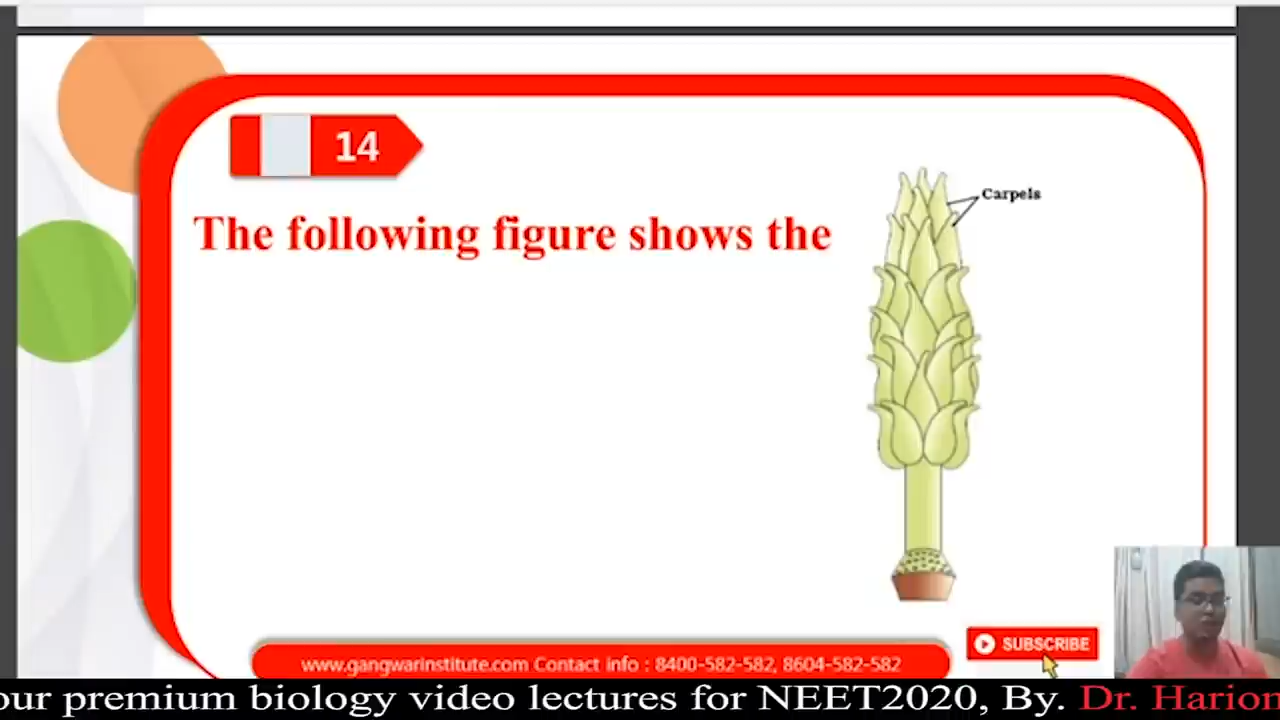 14
Carpels
The following figure shows the
SUBSCRIBE
www.gangwarinstitute.com Contact info : 8400-582-582, 8604-582-582
our premium biology video lectures for NEET2020, By. Dr. Harion